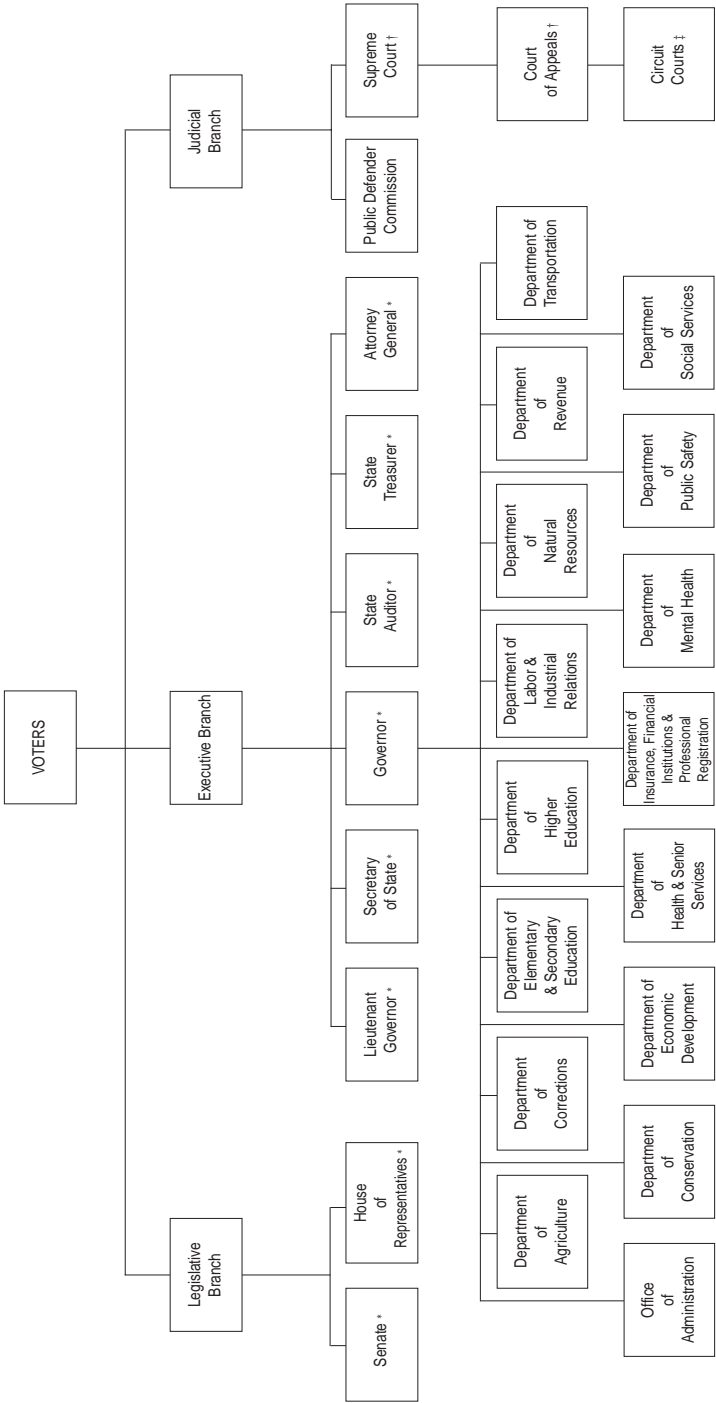 VOTERS
Legislative
Branch
Executive Branch
Judicial
Branch
Senate *
House
of
Representatives *
Lieutenant
Governor *
Secretary
of State *
Governor *
State
Auditor *
State
Treasurer *
Attorney
General *
Public Defender
Commission
Supreme
Court †
Department
of
Agriculture
Department
of
Corrections
Department of
Elementary
& Secondary
Education
Department
of
Higher
Education
Department of
Labor &
Industrial
Relations
Department
of
Natural
Resources
Department
of
Revenue
Department of
Transportation
Court
of Appeals †
Office
of
Administration
Department
of
Conservation
Department of
Economic
Development
Department
of
Health & Senior
Services
Department of
Insurance, Financial
Institutions &
Professional
Registration
Department
of
Mental Health
Department
of
Public Safety
Department
of
Social Services
Circuit
Courts ‡